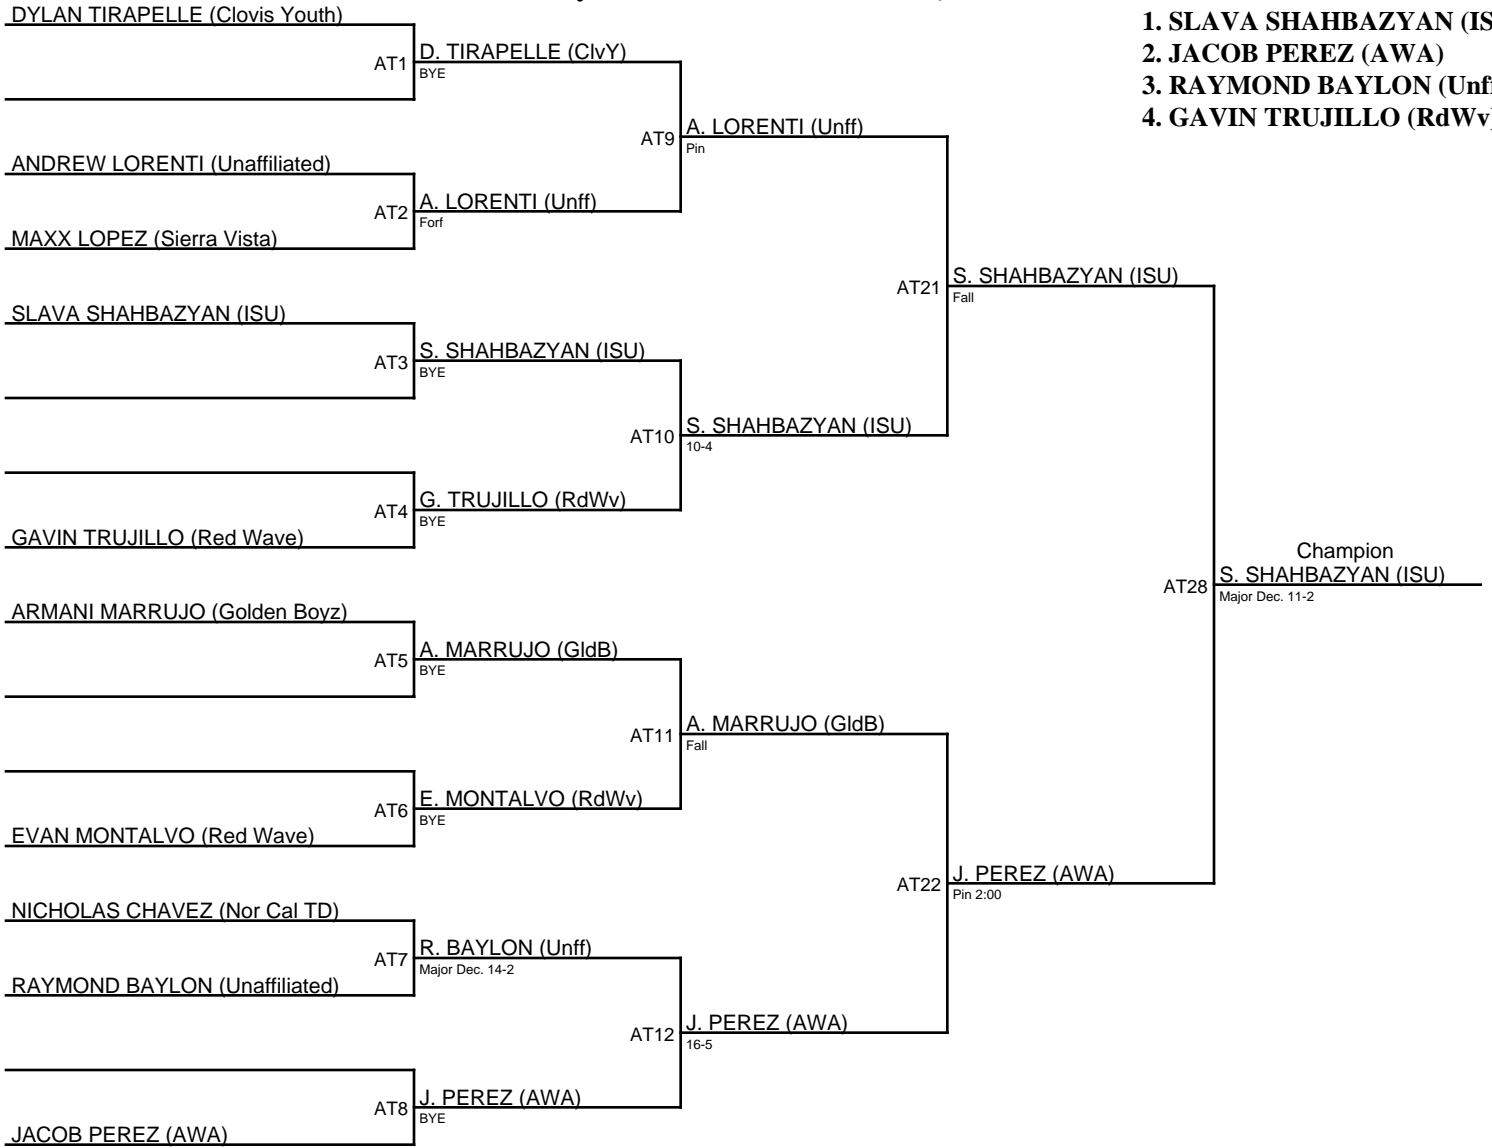 DYLAN TIRAPELLE (Clovis Youth)
AT1
D. TIRAPELLE (ClvY)
BYE
ANDREW LORENTI (Unaffiliated)
MAXX LOPEZ (Sierra Vista)
AT2
A. LORENTI (Unff)
Forf
AT9
A. LORENTI (Unff)
Pin
SLAVA SHAHBAZYAN (ISU)
AT3
S. SHAHBAZYAN (ISU)
BYE
GAVIN TRUJILLO (Red Wave)
AT4
G. TRUJILLO (RdWv)
BYE
AT10
S. SHAHBAZYAN (ISU)
10-4
AT21
S. SHAHBAZYAN (ISU)
Fall
ARMANI MARRUJO (Golden Boyz)
AT5
A. MARRUJO (GldB)
BYE
EVAN MONTALVO (Red Wave)
AT6
E. MONTALVO (RdWv)
BYE
AT11
A. MARRUJO (GldB)
Fall
NICHOLAS CHAVEZ (Nor Cal TD)
RAYMOND BAYLON (Unaffiliated)
AT7
R. BAYLON (Unff)
Major Dec. 14-2
JACOB PEREZ (AWA)
AT8
J. PEREZ (AWA)
BYE
AT12
J. PEREZ (AWA)
16-5
AT22
J. PEREZ (AWA)
Pin 2:00
AT28
Champion
S. SHAHBAZYAN (ISU)
Major Dec. 11-2
1. SLAVA SHAHBAZYAN (IS
2. JACOB PEREZ (AWA)
3. RAYMOND BAYLON (Unf
4. GAVIN TRUJILLO (RdWv)